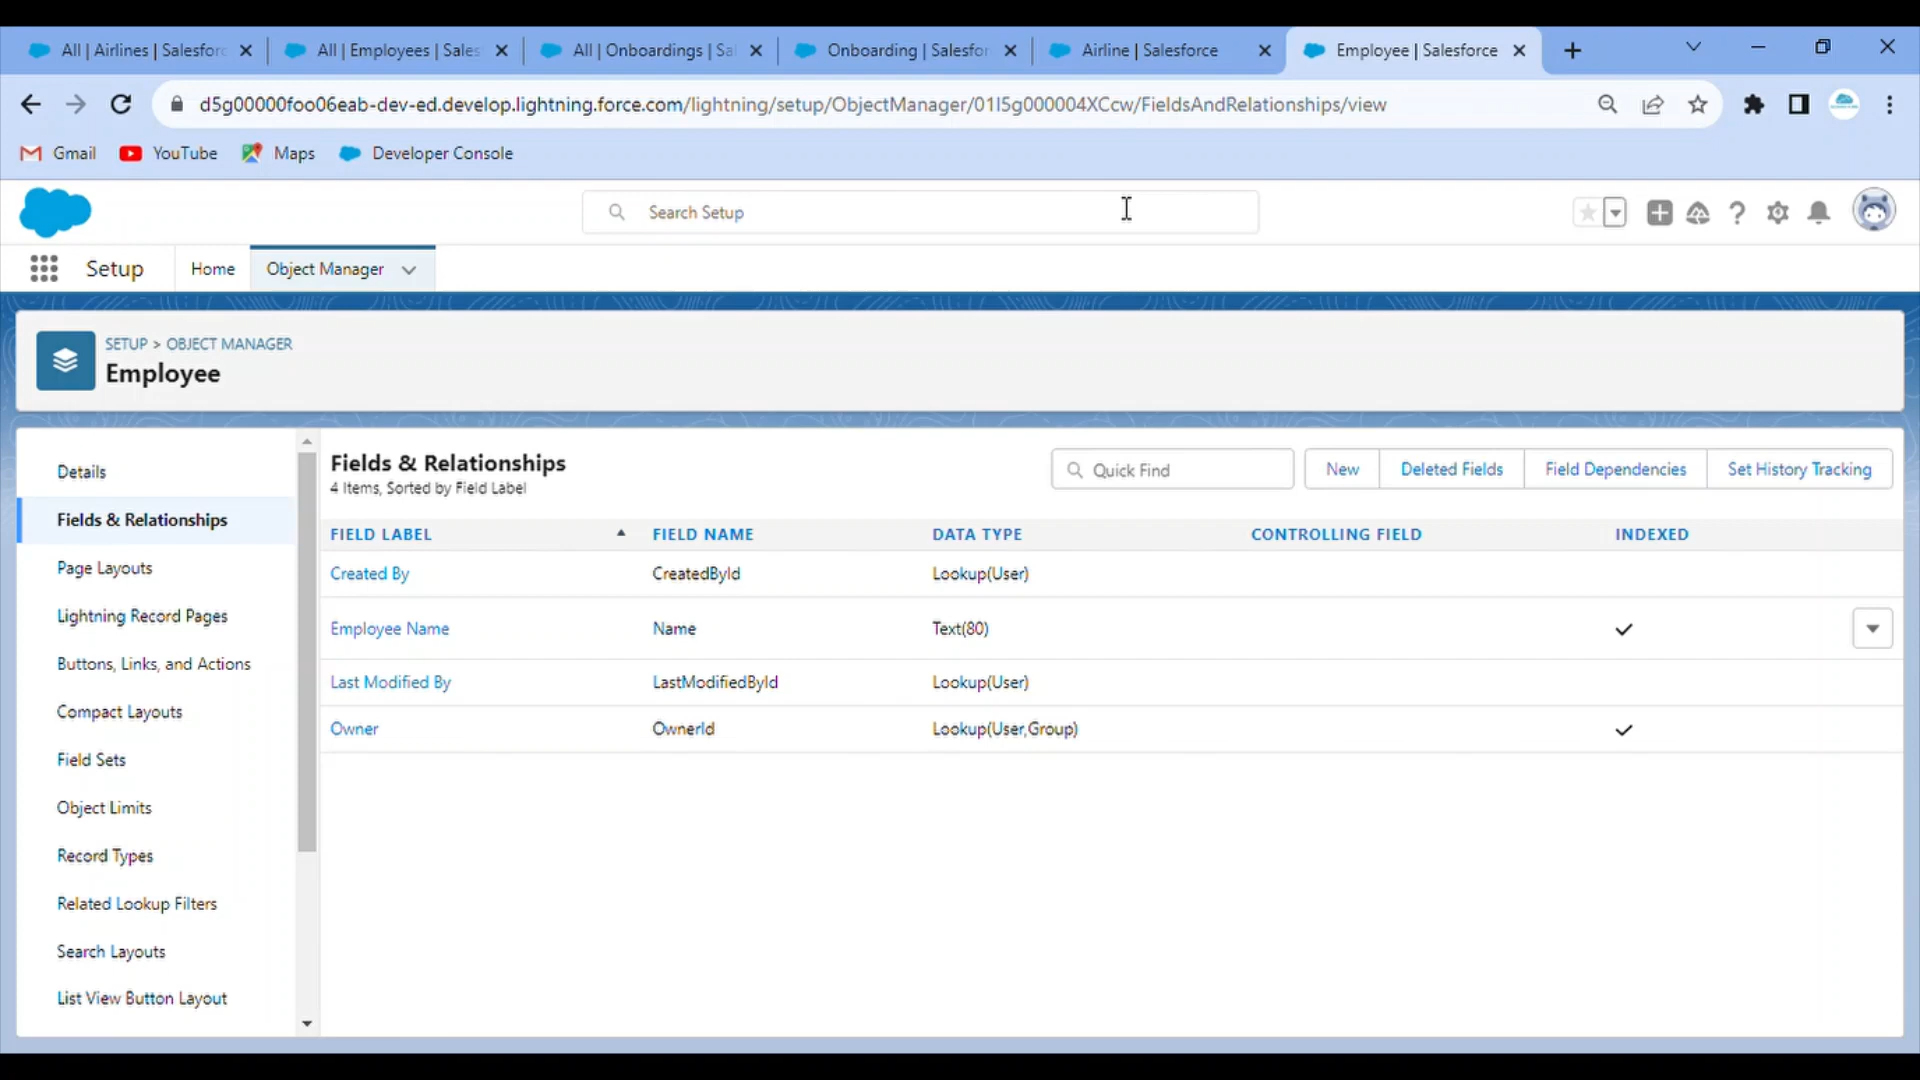 All | Airlines | Salesforc
All | Employees | Sales
All | Onboardings | Sal
Onboarding | Salesfor
Airline | Salesforce
Employee | Salesforce
d5g00000foo06eab-dev-ed.develop.lightning.force.com/lightning/setup/ObjectManager/01I5g000004XCcw/FieldsAndRelationships/view
Gmail
YouTube
Maps
Developer Console
Search Setup
Setup
Home
Object Manager
SETUP > OBJECT MANAGER
Employee
Details
Fields & Relationships
Page Layouts
Lightning Record Pages
Buttons, Links, and Actions
Compact Layouts
Field Sets
Object Limits
Record Types
Related Lookup Filters
Search Layouts
List View Button Layout
Fields & Relationships
4 Items, Sorted by Field Label
Quick Find
New
Deleted Fields
Field Dependencies
Set History Tracking
FIELD LABEL FIELD NAME DATA TYPE CONTROLLING FIELD INDEXED
Created By CreatedById Lookup(User)
Employee Name Name Text(80)
Last Modified By LastModifiedById Lookup(User)
Owner OwnerId Lookup(User,Group)